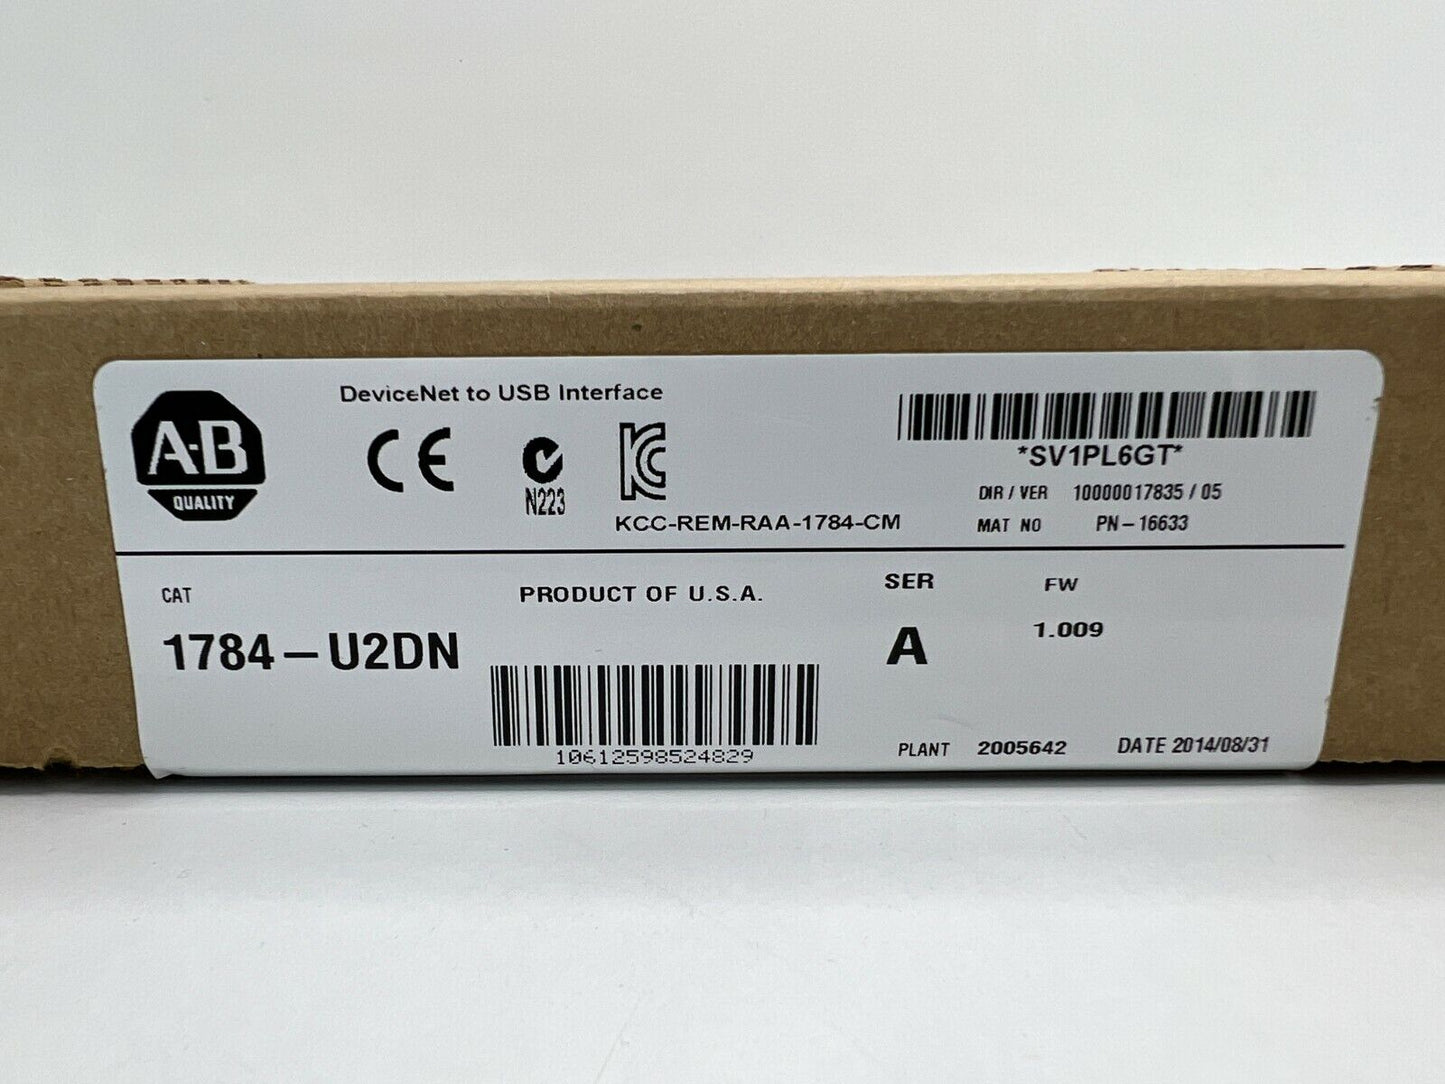 A-B
QUALITY
DeviceNet to USB Interface
CE
N223
KC
KCC-REM-RAA-1784-CM
*SV1PL6GT*
DIR / VER 10000017835 / 05
MAT NO PN-16633
CAT
1784-U2DN
PRODUCT OF U.S.A.
10612598524829
SER
A
FW
1.009
PLANT 2005642 DATE 2014/08/31